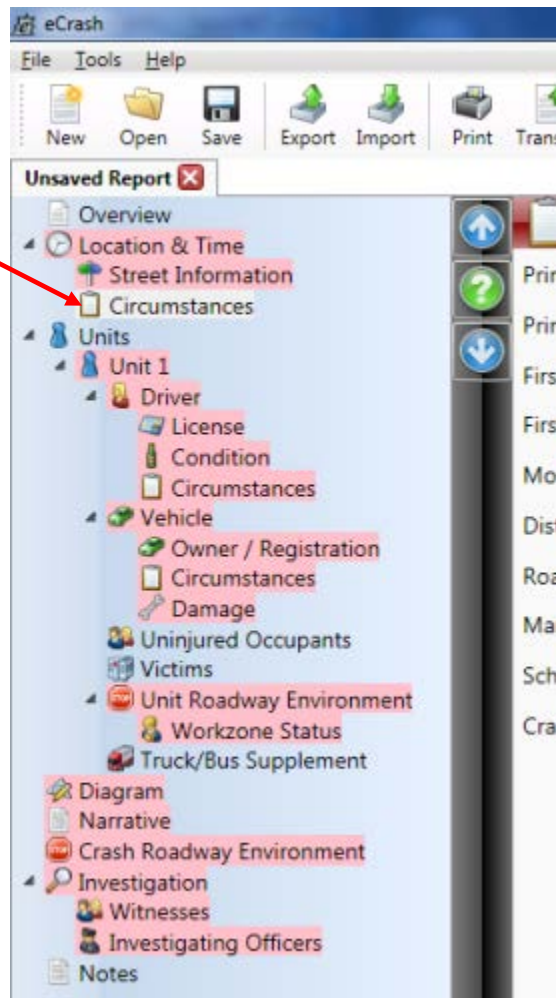 eCrash
File Tools Help
New Open Save Export Import Print
Unsaved Report
Overview
Location & Time
Street Information
Circumstances
Units
Unit 1
Driver
License
Condition
Circumstances
Vehicle
Owner / Registration
Circumstances
Damage
Uninjured Occupants
Victims
Unit Roadway Environment
Workzone Status
Truck/Bus Supplement
Diagram
Narrative
Crash Roadway Environment
Investigation
Witnesses
Investigating Officers
Notes